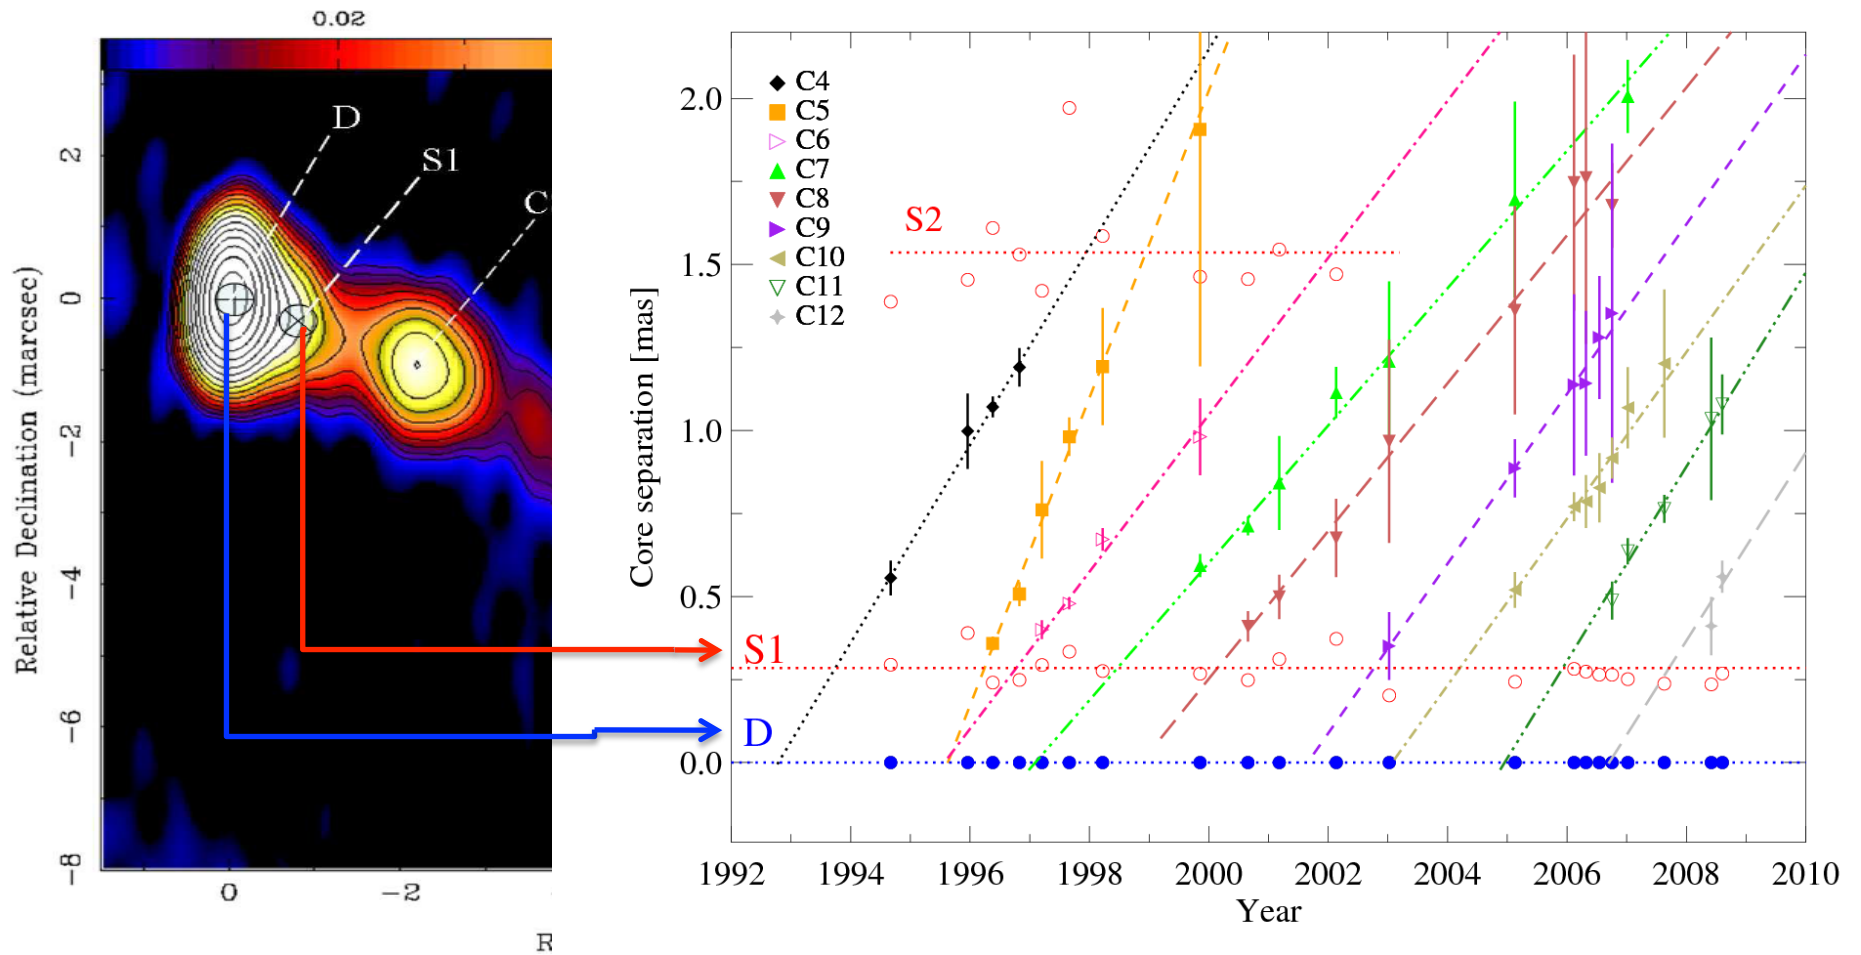 0.02
D
S1
C
Relative Declination (marcsec)
2
0
−2
−4
−6
−8
0
−2
R
C4
C5
C6
C7
C8
C9
C10
C11
C12
S2
S1
D
Core separation [mas]
2.0
1.5
1.0
0.5
0.0
1992 1994 1996 1998 2000 2002 2004 2006 2008 2010
Year